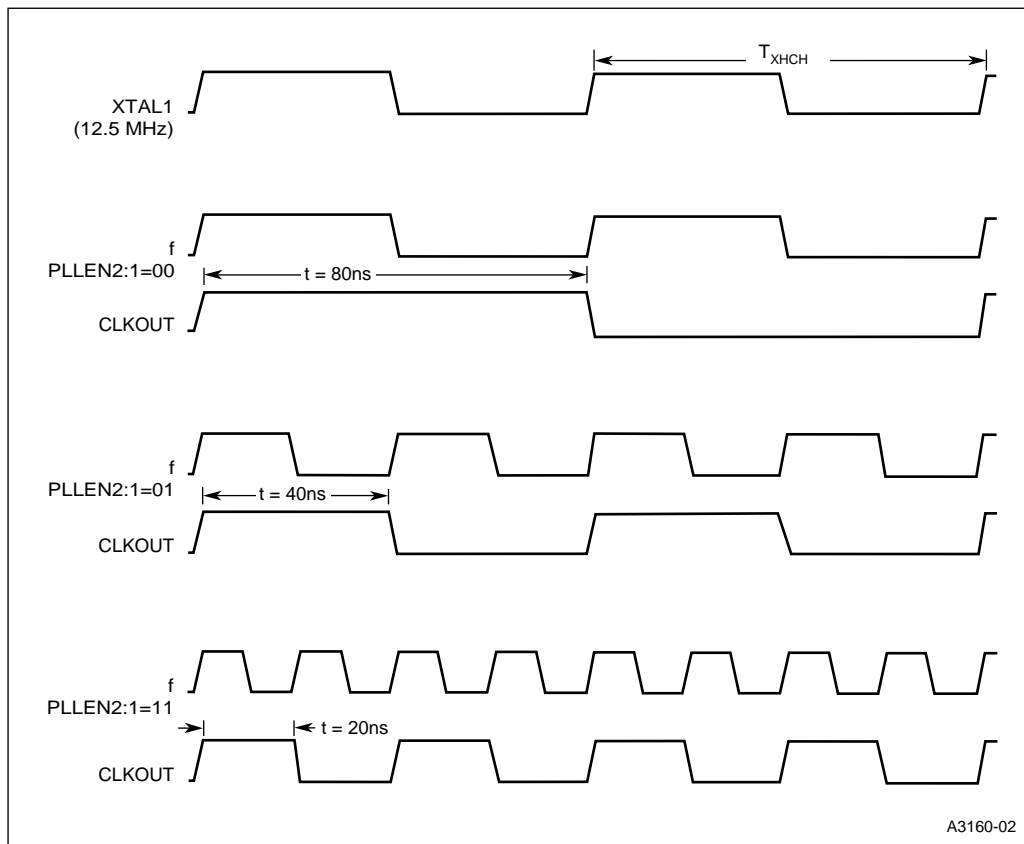 T_XHCH
XTAL1
(12.5 MHz)
f
PLLEN2:1=00
t = 80ns
CLKOUT
f
PLLEN2:1=01
t = 40ns
CLKOUT
f
PLLEN2:1=11
t = 20ns
CLKOUT
A3160-02